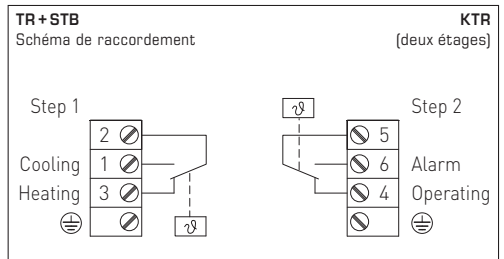 TR+STB KTR
Schéma de raccordement (deux étages)
Step 1 ϑ Step 2
2 5
Cooling 1 6 Alarm
Heating 3 4 Operating
ϑ